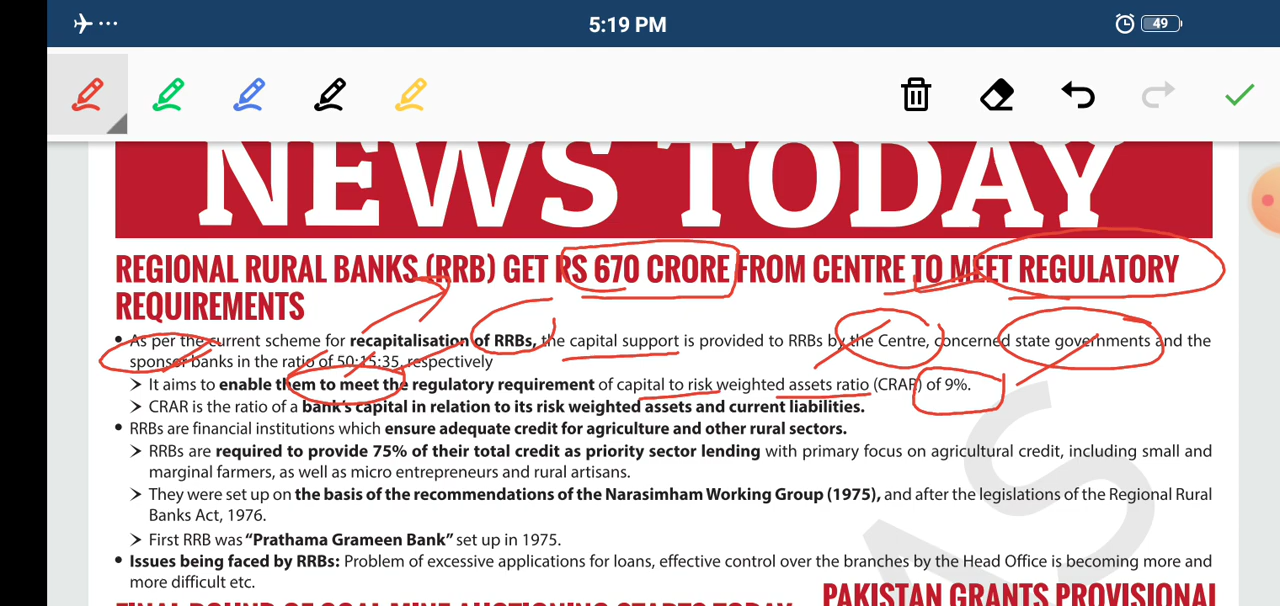 5:19 PM
49
NEWS TODAY
REGIONAL RURAL BANKS (RRB) GET RS 670 CRORE FROM CENTRE TO MEET REGULATORY
REQUIREMENTS
• As per the current scheme for recapitalisation of RRBs, the capital support is provided to RRBs by the Centre, concerned state governments and the
sponsor banks in the ratio of 50:15:35, respectively
➢ It aims to enable them to meet the regulatory requirement of capital to risk weighted assets ratio (CRAR) of 9%.
➢ CRAR is the ratio of a bank's capital in relation to its risk weighted assets and current liabilities.
• RRBs are financial institutions which ensure adequate credit for agriculture and other rural sectors.
➢ RRBs are required to provide 75% of their total credit as priority sector lending with primary focus on agricultural credit, including small and
marginal farmers, as well as micro entrepreneurs and rural artisans.
➢ They were set up on the basis of the recommendations of the Narasimham Working Group (1975), and after the legislations of the Regional Rural
Banks Act, 1976.
➢ First RRB was "Prathama Grameen Bank" set up in 1975.
• Issues being faced by RRBs: Problem of excessive applications for loans, effective control over the branches by the Head Office is becoming more and
more difficult etc.
PAKISTAN GRANTS PROVISIONAL
FINAL ROUND OF COAL MINE AUCTIONING STARTS TODAY